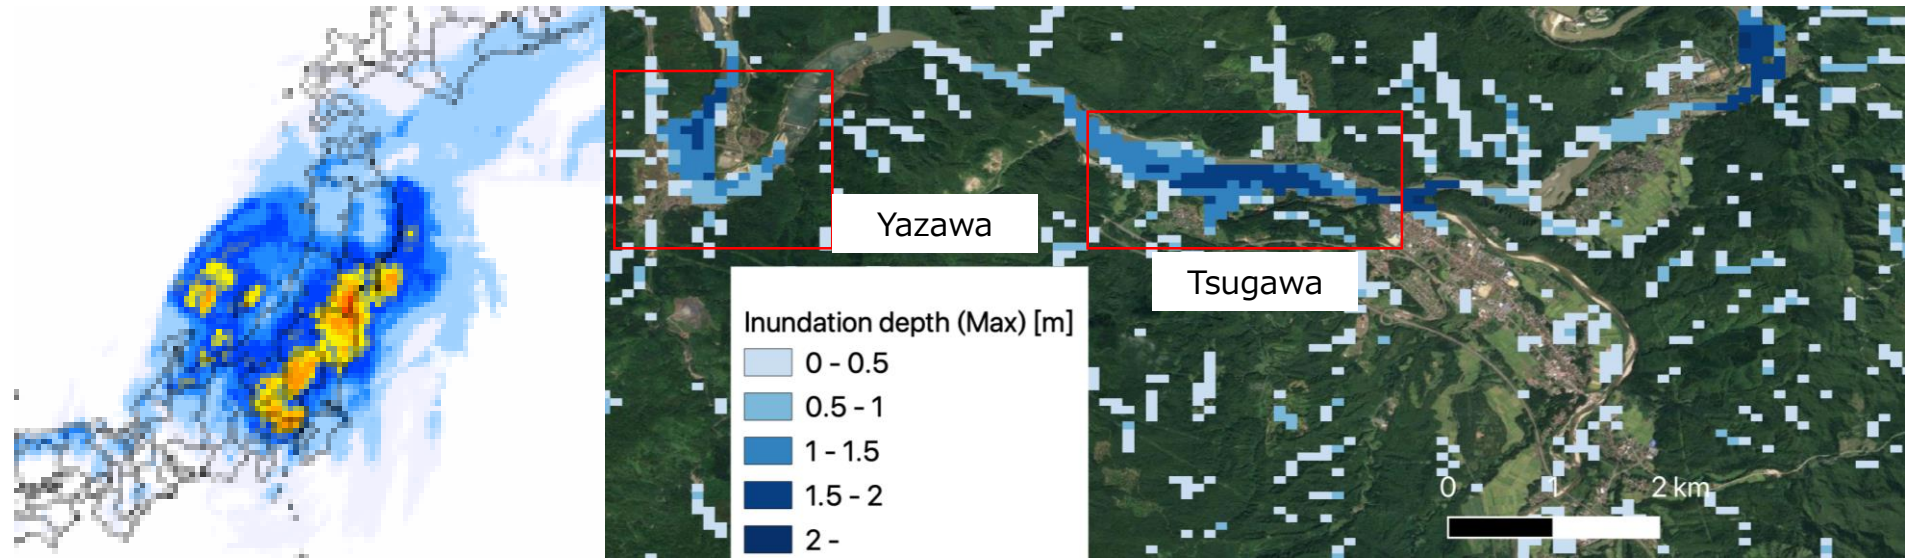 Yazawa
Tsugawa
Inundation depth (Max) [m]
0 - 0.5
0.5 - 1
1 - 1.5
1.5 - 2
2 -
0 1 2 km